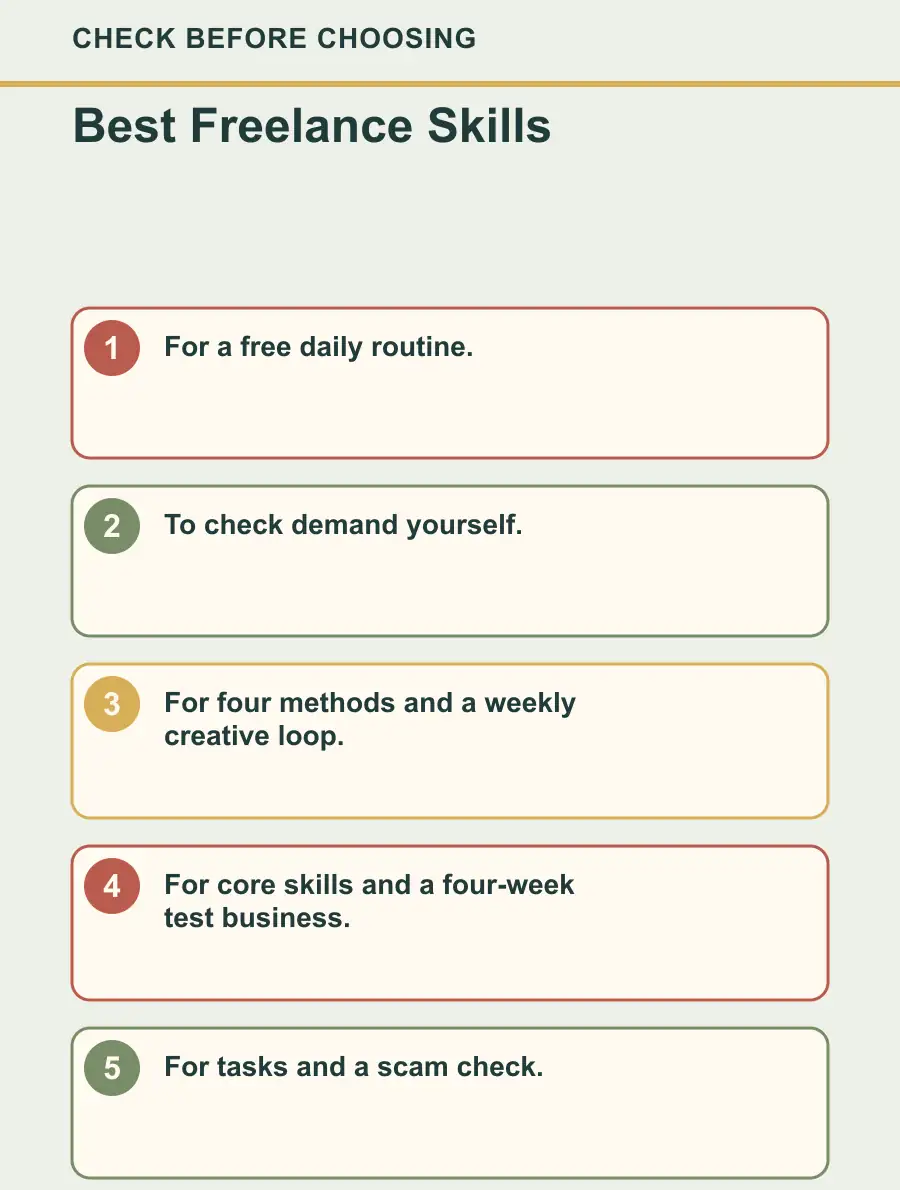 CHECK BEFORE CHOOSING
Best Freelance Skills
1
For a free daily routine.
2
To check demand yourself.
3
For four methods and a weekly
creative loop.
4
For core skills and a four-week
test business.
5
For tasks and a scam check.